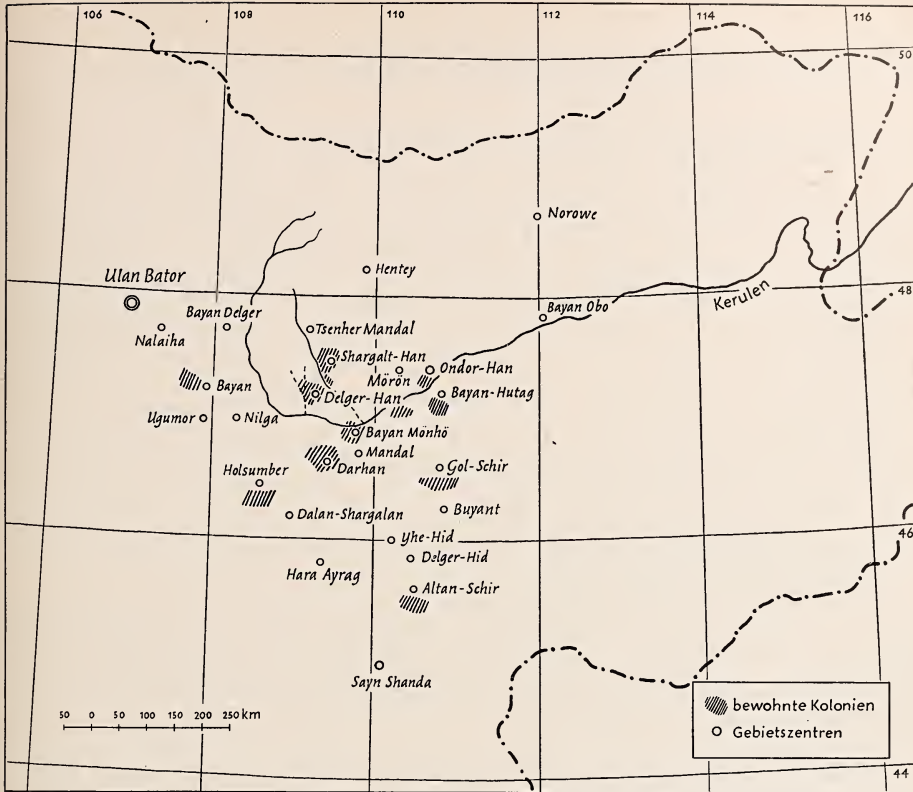 106
108
110
112
114
116
50
Norowe
Hentey
Ulan Bator
Kerulen
48
Bayan Obo
Bayan Delger
Nalaiha
Tsenher Mandal
Shargalt-Han
Mörön
Ondor-Han
Bayan
Delger-Han
Bayan-Hutag
Ugumor
Nilga
Bayan Mönhö
Mandal
Darhan
Gol-Schir
Holsumber
Dalan-Shargalan
Buyant
Yhe-Hid
46
Delger-Hid
Hara Ayrag
Altan-Schir
Sayn Shanda
50 0 50 100 150 200 250 km
bewohnte Kolonien
Gebietszentren
44